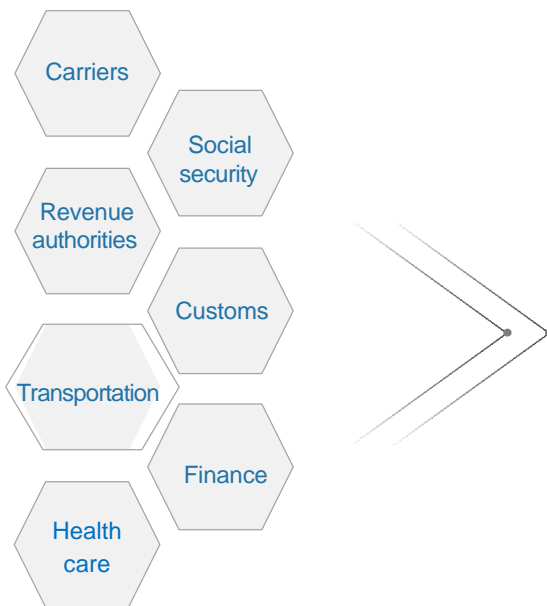 Carriers
Social
security
Revenue
authorities
Customs
Transportation
Finance
Health
care